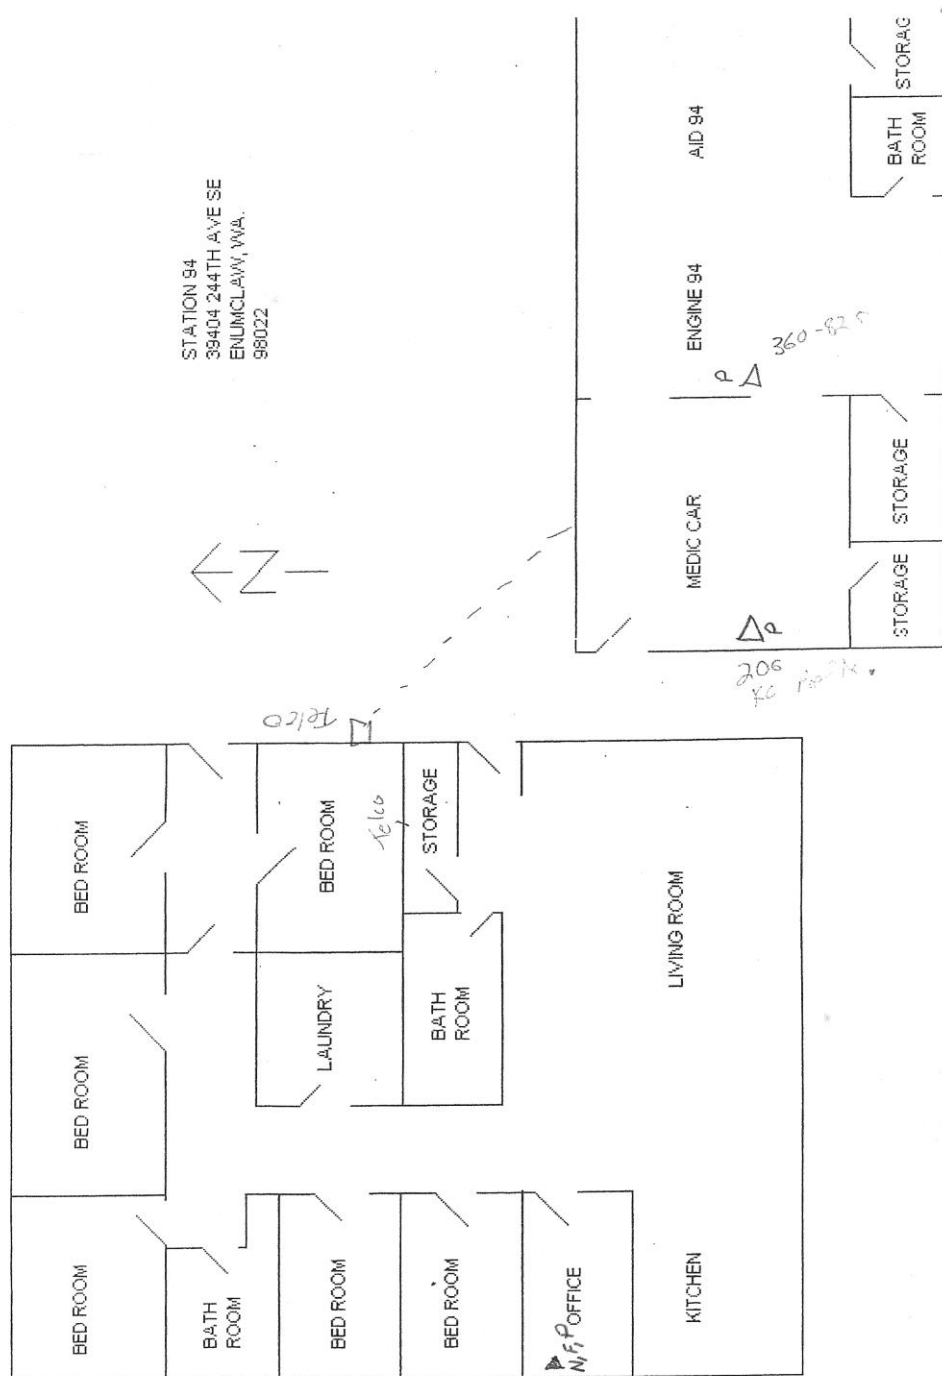 STATION 94
39404 244TH AVE SE
ENUMCLAW, WA.
98022
N
BED ROOM
BED ROOM
BED ROOM
BATH
ROOM
BED ROOM
BED ROOM
N, F, P
OFFICE
KITCHEN
LAUNDRY
BED ROOM
Telco
Telco
STORAGE
BATH
ROOM
LIVING ROOM
MEDIC CAR
P
206
KC
STORAGE
STORAGE
P
360-825
ENGINE 94
AID 94
BATH
ROOM
STORAG